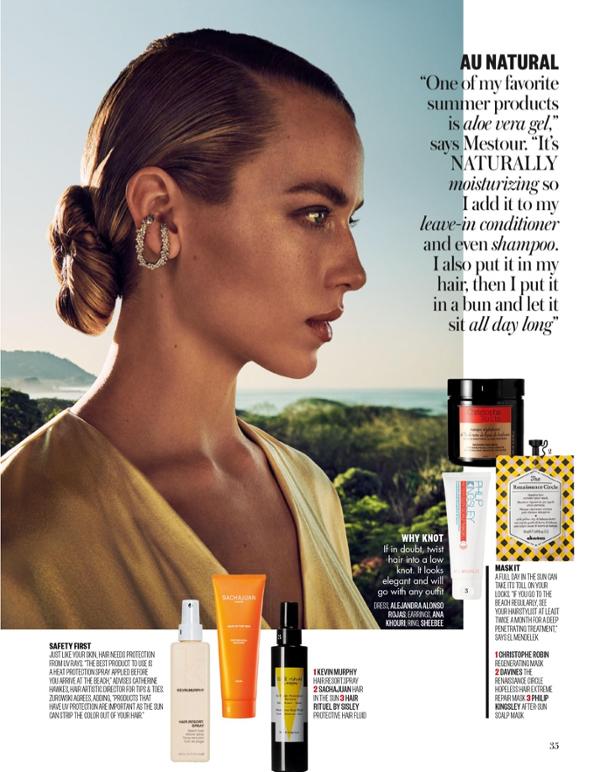 AU NATURAL
“One of my favorite
summer products
is aloe vera gel,”
says Mestour. “It’s
NATURALLY
moisturizing so
I add it to my
leave-in conditioner
and even shampoo.
I also put it in my
hair, then I put it
in a bun and let it
sit all day long”
WHY KNOT
If in doubt, twist
hair into a low
knot. It looks
elegant and will
go with any outfit
DRESS, ALEJANDRA ALONSO
ROJAS; EARRINGS, ANA
KHOURI; RING, SHEEBEE
2
The
Renaissance Circle
PHILIP
KINGSLEY
3
MASK IT
A FULL DAY IN THE SUN CAN
TAKE ITS TOLL ON YOUR
LOCKS. “IF YOU GO TO THE
BEACH REGULARLY, SEE
YOUR HAIRSTYLIST AT LEAST
TWICE A MONTH FOR A DEEP
PENETRATING TREATMENT,”
SAYS ELMENDELEK.
1 CHRISTOPHE ROBIN
REGENERATING MASK
2 DAVINES THE
RENAISSANCE CIRCLE
HOPELESS HAIR EXTREME
REPAIR MASK 3 PHILIP
KINGSLEY AFTER-SUN
SCALP MASK
SAFETY FIRST
JUST LIKE YOUR SKIN, HAIR NEEDS PROTECTION
FROM UV RAYS. “THE BEST PRODUCT TO USE IS
A HEAT PROTECTION SPRAY APPLIED BEFORE
YOU ARRIVE AT THE BEACH,” ADVISES CATHERINE
HAWKES, HAIR ARTISTIC DIRECTOR FOR TIPS & TOES.
ZUROWSKI AGREES, ADDING, “PRODUCTS THAT
HAVE UV PROTECTION ARE IMPORTANT AS THE SUN
CAN STRIP THE COLOR OUT OF YOUR HAIR.”
KEVIN.MURPHY
HAIR.RESORT.
SPRAY
SACHAJUAN
3
1 KEVIN MURPHY
HAIR RESORT.SPRAY
2 SACHAJUAN HAIR
IN THE SUN 3 HAIR
RITUEL BY SISLEY
PROTECTIVE HAIR FLUID
35